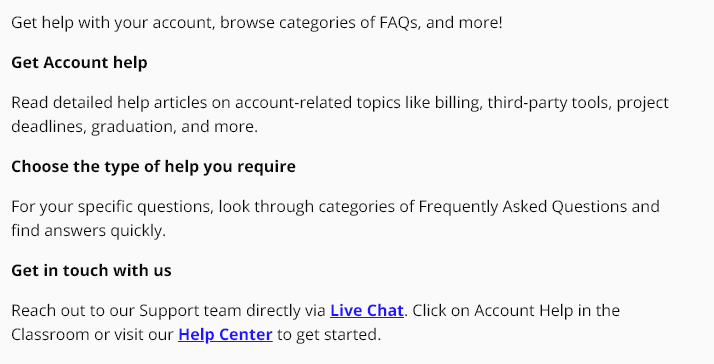 Get help with your account, browse categories of FAQs, and more!
Get Account help
Read detailed help articles on account-related topics like billing, third-party tools, project
deadlines, graduation, and more.
Choose the type of help you require
For your specific questions, look through categories of Frequently Asked Questions and
find answers quickly.
Get in touch with us
Reach out to our Support team directly via Live Chat. Click on Account Help in the
Classroom or visit our Help Center to get started.